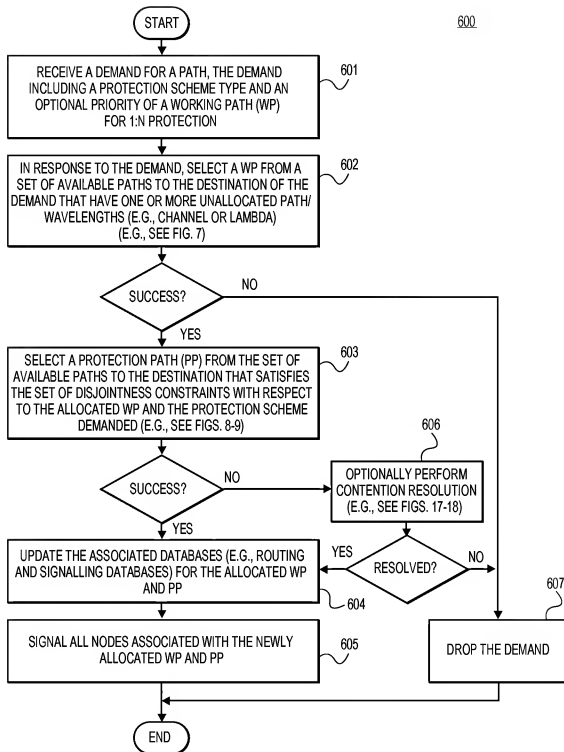 START
600
RECEIVE A DEMAND FOR A PATH, THE DEMAND
INCLUDING A PROTECTION SCHEME TYPE AND AN
OPTIONAL PRIORITY OF A WORKING PATH (WP)
FOR 1:N PROTECTION
601
IN RESPONSE TO THE DEMAND, SELECT A WP FROM A
SET OF AVAILABLE PATHS TO THE DESTINATION OF THE
DEMAND THAT HAVE ONE OR MORE UNALLOCATED PATH/
WAVELENGTHS (E.G., CHANNEL OR LAMBDA)
(E.G., SEE FIG. 7)
602
SUCCESS?
NO
YES
SELECT A PROTECTION PATH (PP) FROM THE SET OF
AVAILABLE PATHS TO THE DESTINATION THAT SATISFIES
THE SET OF DISJOINTNESS CONSTRAINTS WITH RESPECT
TO THE ALLOCATED WP AND THE PROTECTION SCHEME
DEMANDED (E.G., SEE FIGS. 8-9)
603
SUCCESS?
NO
YES
606
OPTIONALLY PERFORM
CONTENTION RESOLUTION
(E.G., SEE FIGS. 17-18)
RESOLVED?
YES
NO
UPDATE THE ASSOCIATED DATABASES (E.G., ROUTING
AND SIGNALLING DATABASES) FOR THE ALLOCATED WP
AND PP
604
SIGNAL ALL NODES ASSOCIATED WITH THE NEWLY
ALLOCATED WP AND PP
605
607
DROP THE DEMAND
END